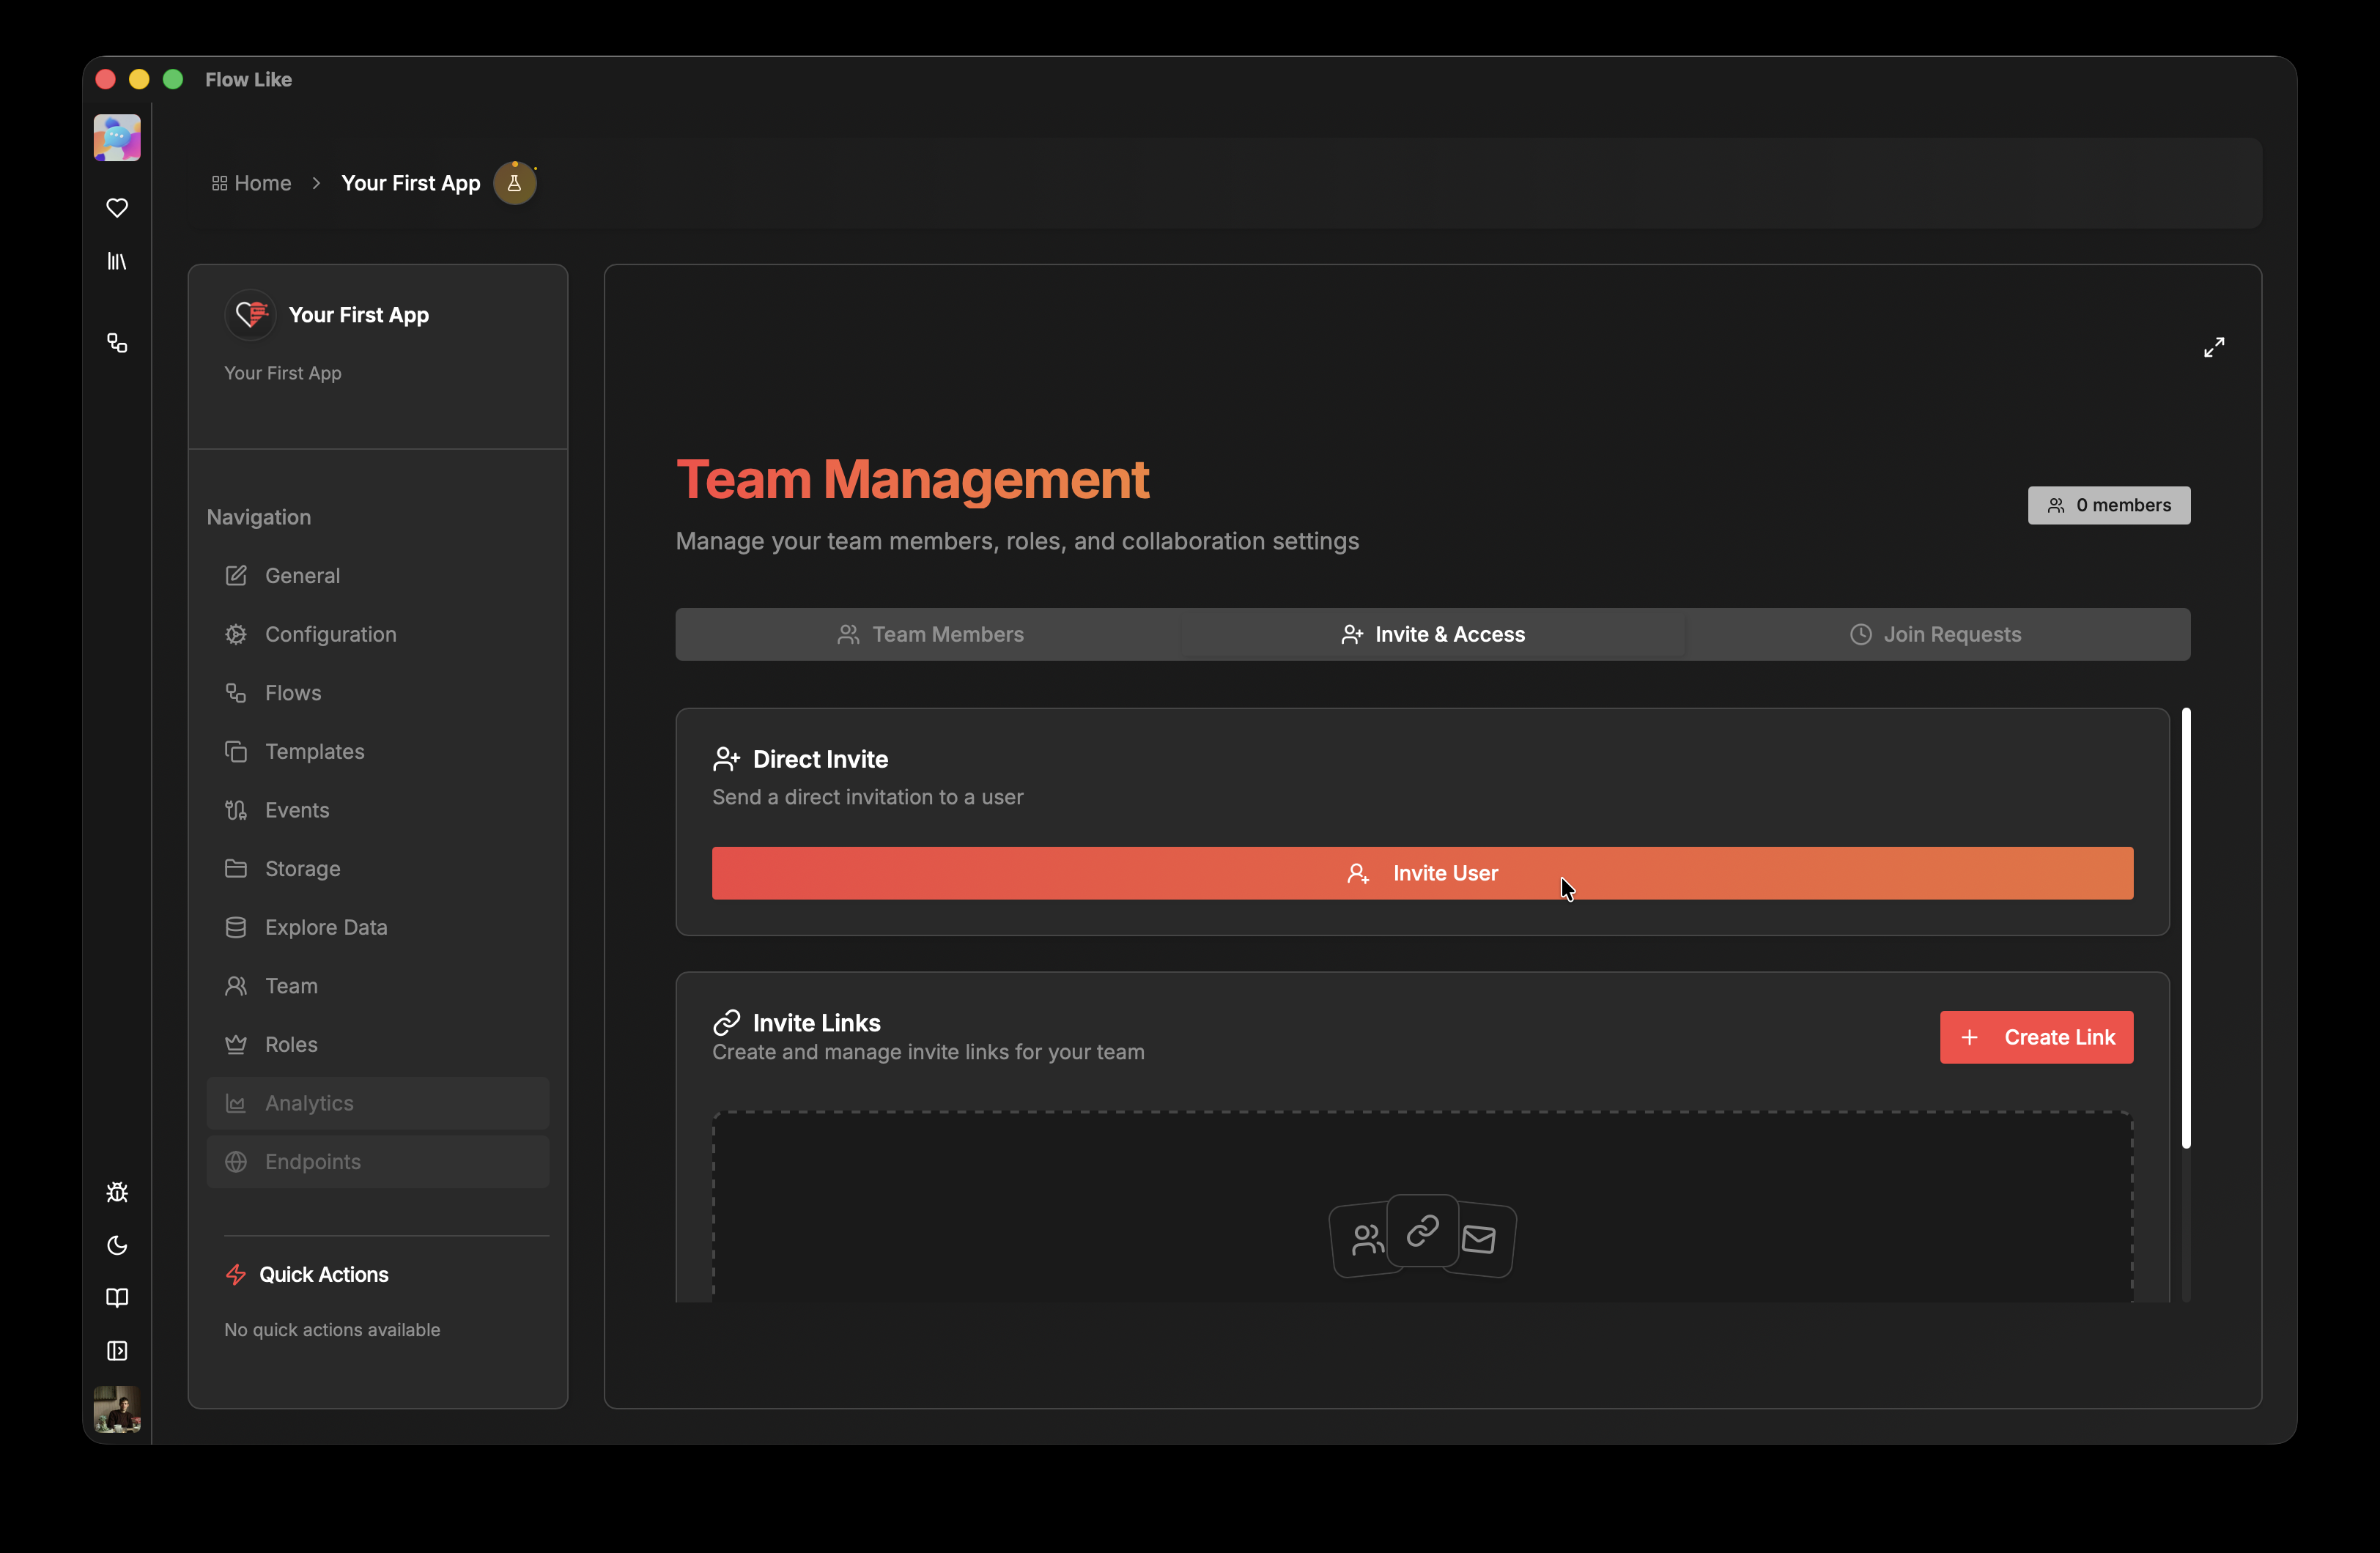 Flow Like
Home
Your First App
Your First App
Your First App
Navigation
General
Configuration
Flows
Templates
Events
Storage
Explore Data
Team
Roles
Analytics
Endpoints
Quick Actions
No quick actions available
Team Management
Manage your team members, roles, and collaboration settings
0 members
Team Members
Invite & Access
Join Requests
Direct Invite
Send a direct invitation to a user
Invite User
Invite Links
Create and manage invite links for your team
Create Link